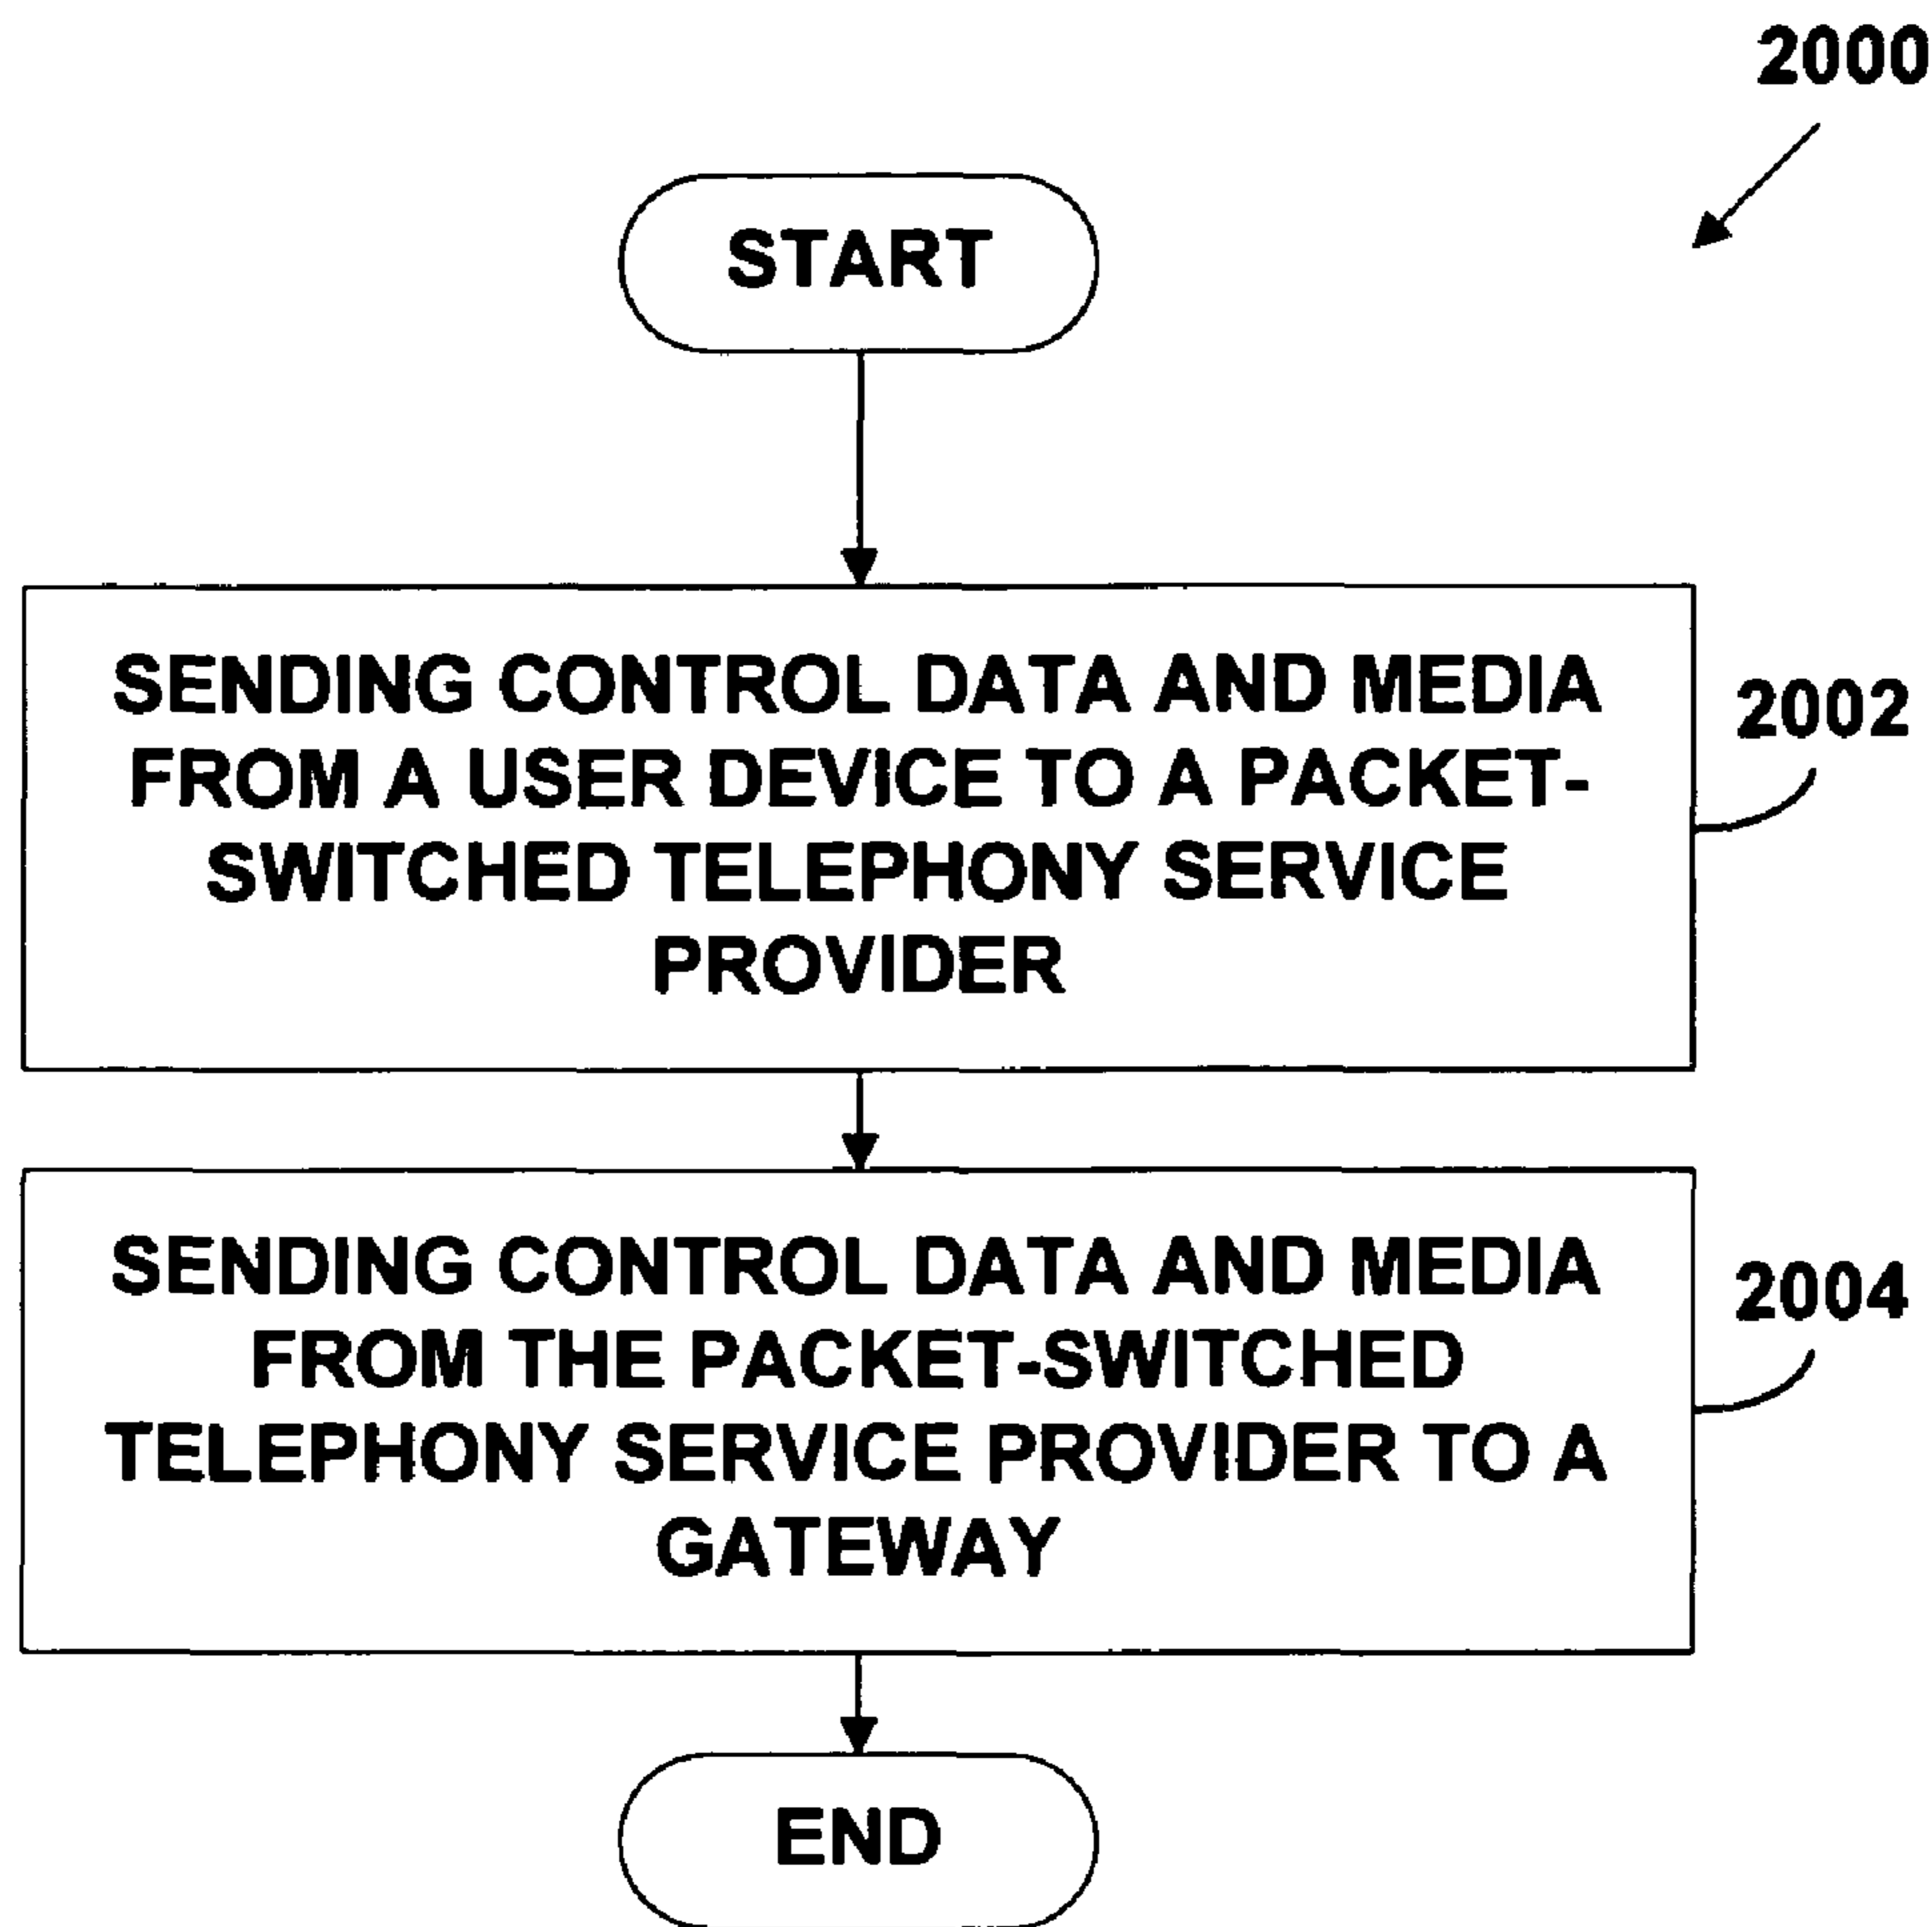 2000
START
SENDING CONTROL DATA AND MEDIA
FROM A USER DEVICE TO A PACKET-
SWITCHED TELEPHONY SERVICE
PROVIDER
2002
SENDING CONTROL DATA AND MEDIA
FROM THE PACKET-SWITCHED
TELEPHONY SERVICE PROVIDER TO A
GATEWAY
2004
END